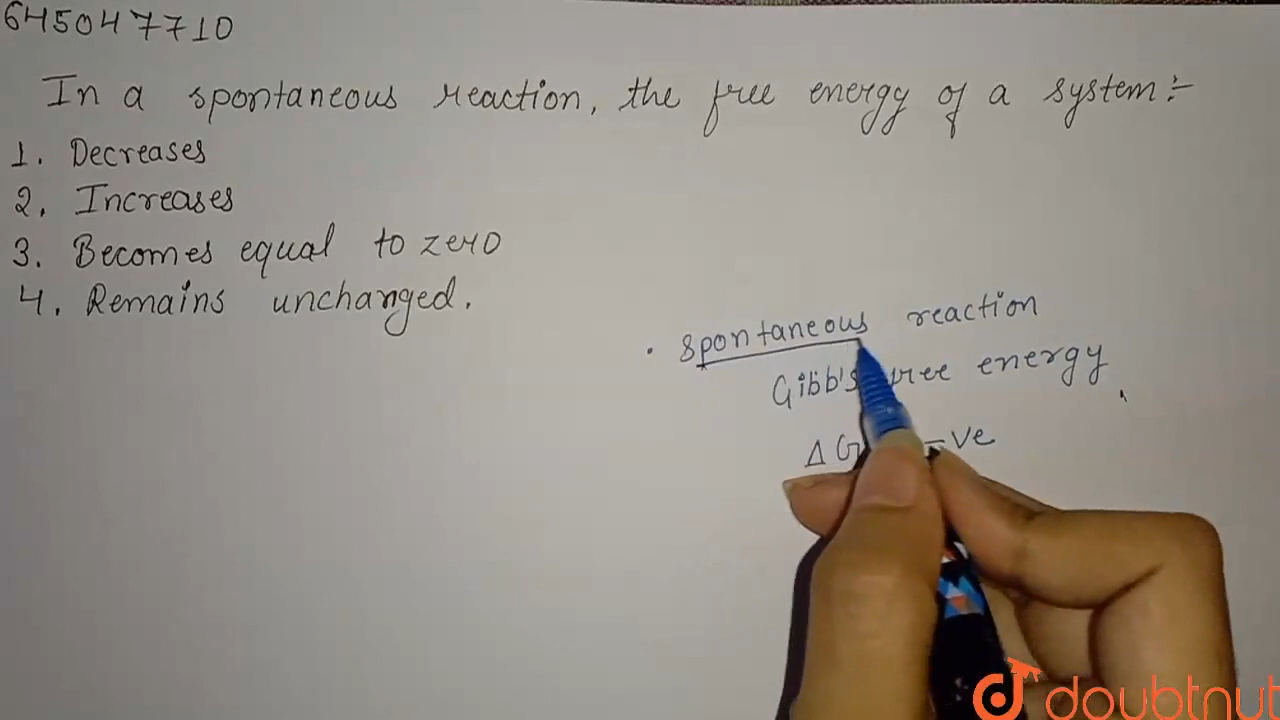 645047710
In a spontaneous reaction, the free energy of a system:-
1. Decreases
2. Increases
3. Becomes equal to zero
4. Remains unchanged.
. spontaneous reaction
Gibb's free energy
ΔG -ve
doubtnut